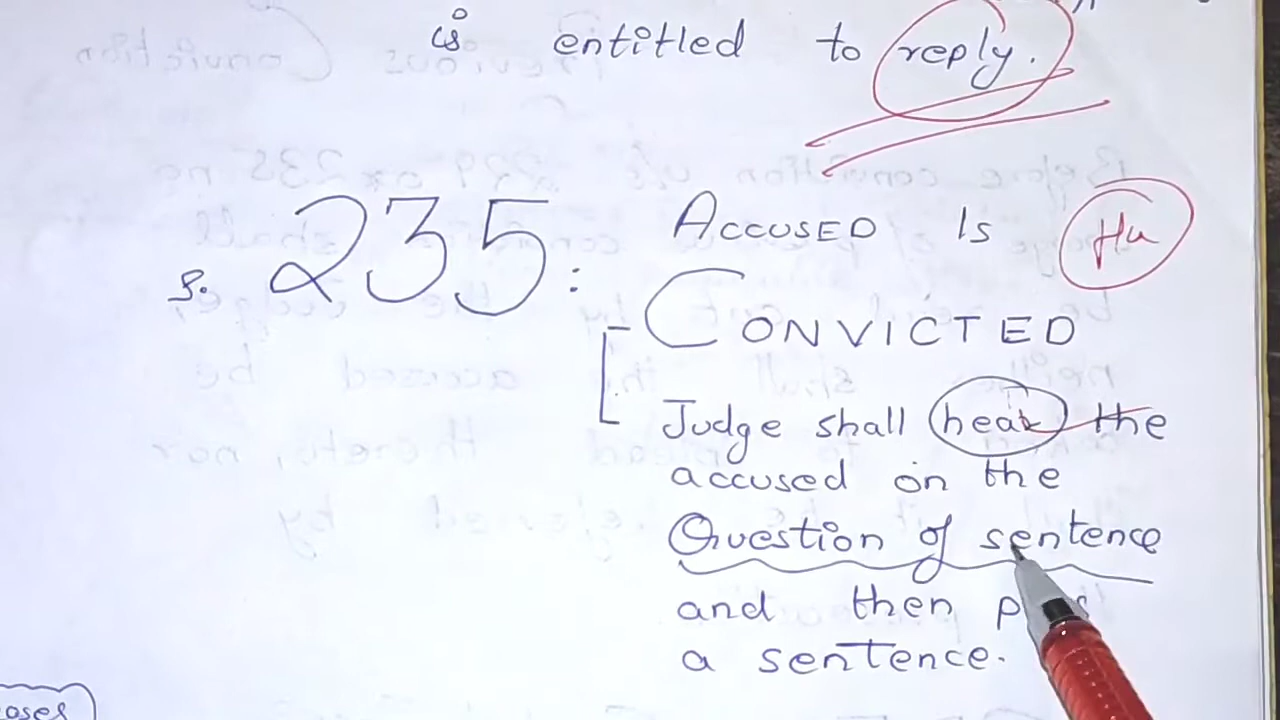 is entitled to reply.
S. 235: Accused Is
Convicted
Judge shall hear the
accused on the
Question of sentence
and then
a sentence.